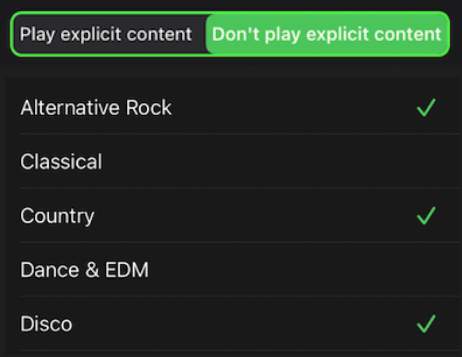 Play explicit content Don't play explicit content
Alternative Rock
Classical
Country
Dance & EDM
Disco